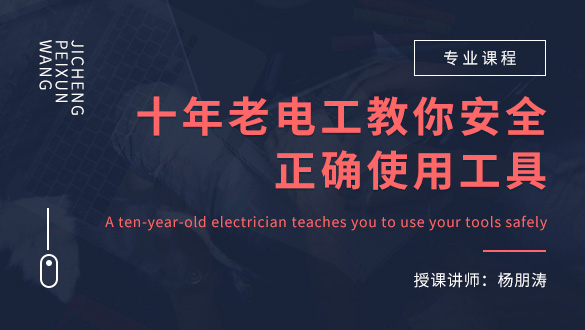 JICHENG
PEIXUN
WANG
专业课程
十年老电工教你安全
正确使用工具
A ten-year-old electrician teaches you to use your tools safely
授课讲师：杨朋涛